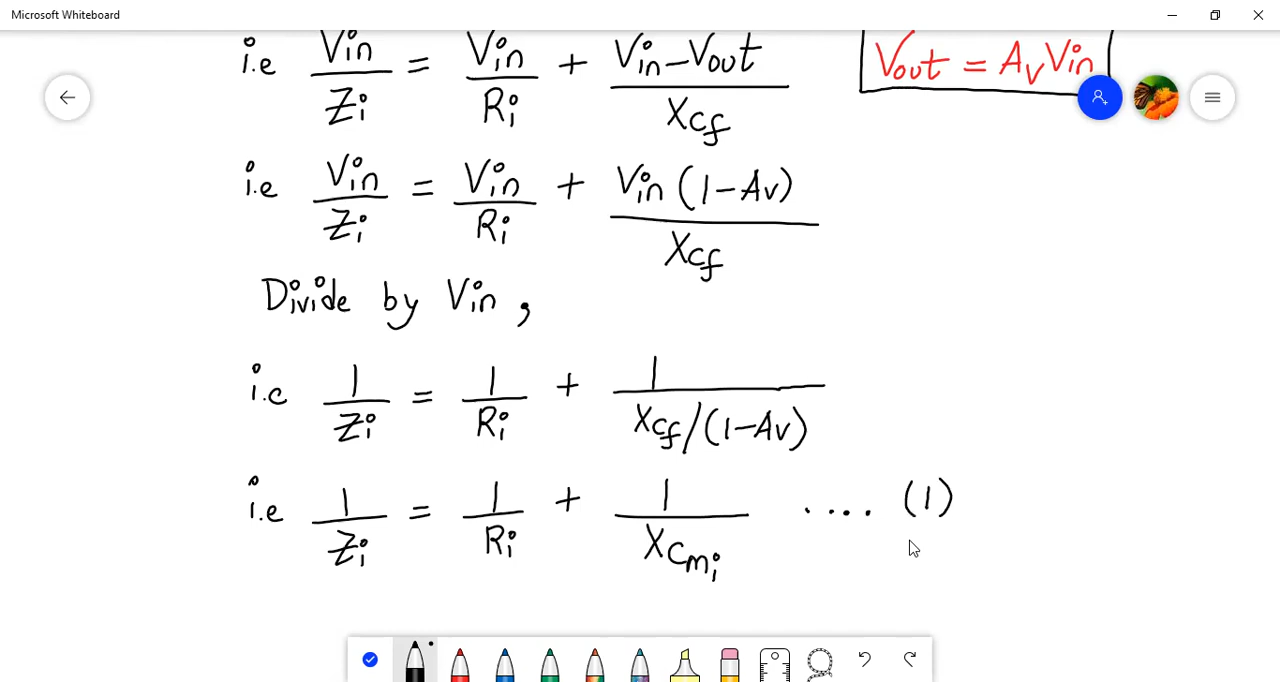 Microsoft Whiteboard
i.e Vin/Zi = Vin/Ri + Vin-Vout/XCf
Vout = AvVin
i.e Vin/Zi = Vin/Ri + Vin(1-Av)/XCf
Divide by Vin,
i.e 1/Zi = 1/Ri + 1/XCf/(1-Av)
i.e 1/Zi = 1/Ri + 1/XCmi .... (1)